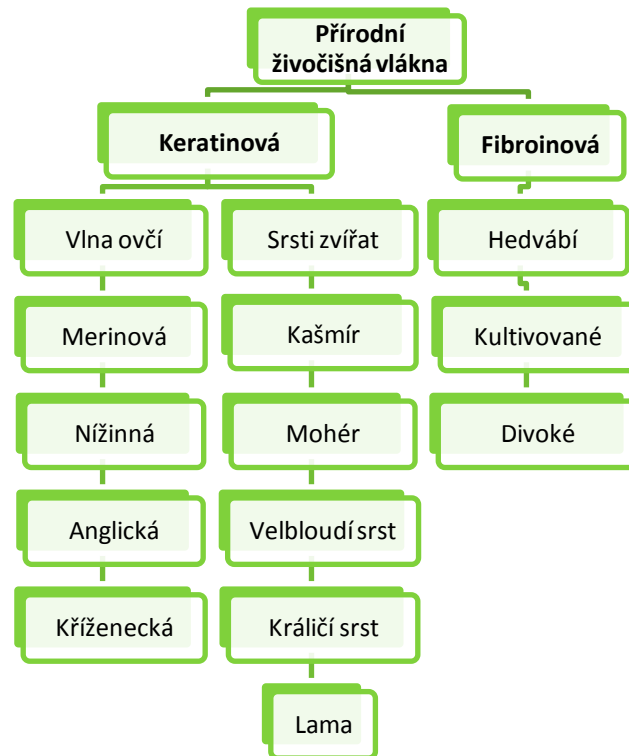 Přírodní
živočišná vlákna
Keratinová
Fibroinová
Vlna ovčí
Srsti zvířat
Hedvábí
Merinová
Kašmír
Kultivované
Nížinná
Mohér
Divoké
Anglická
Velbloudí srst
Kříženecká
Králičí srst
Lama